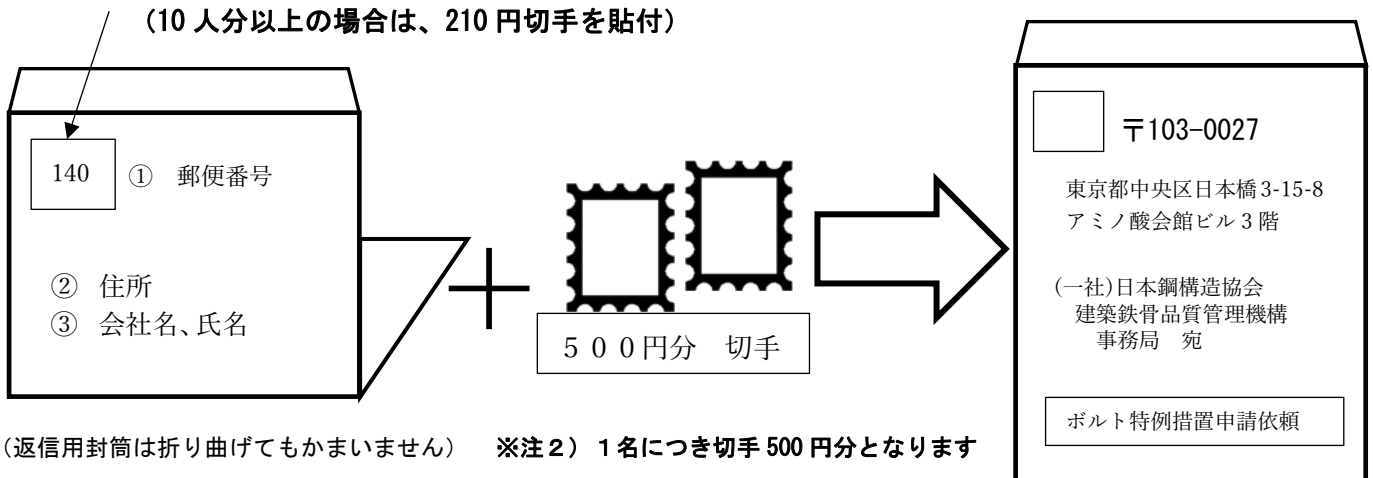 (10 人分以上の場合は、210 円切手を貼付)
140
① 郵便番号
② 住所
③ 会社名、氏名
５００円分　切手
〒103-0027
東京都中央区日本橋 3-15-8
アミノ酸会館ビル 3 階
(一社)日本鋼構造協会
建築鉄骨品質管理機構
事務局　宛
ボルト特例措置申請依頼
（返信用封筒は折り曲げてもかまいません）　※注２） １名につき切手 500 円分となります